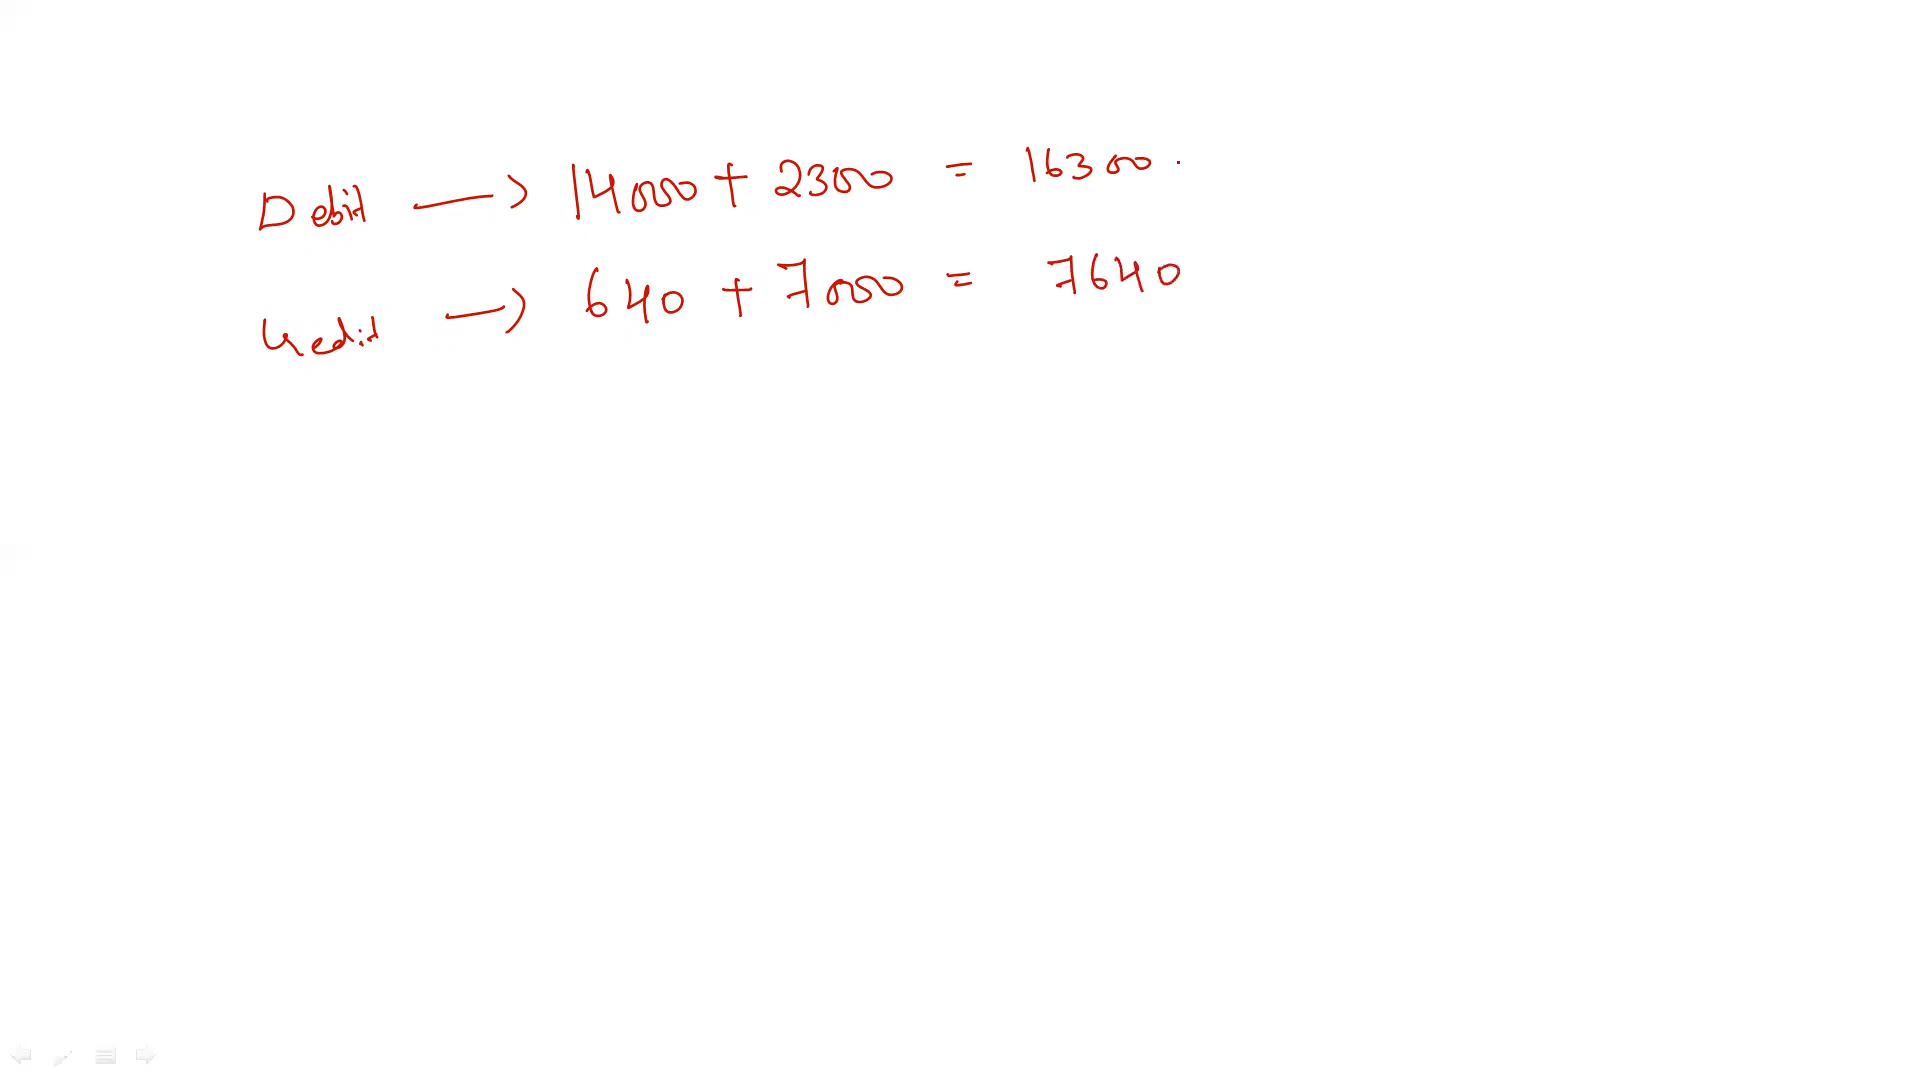 Debit → 14000 + 2300 = 16300.
Credit → 640 + 7000 = 7640